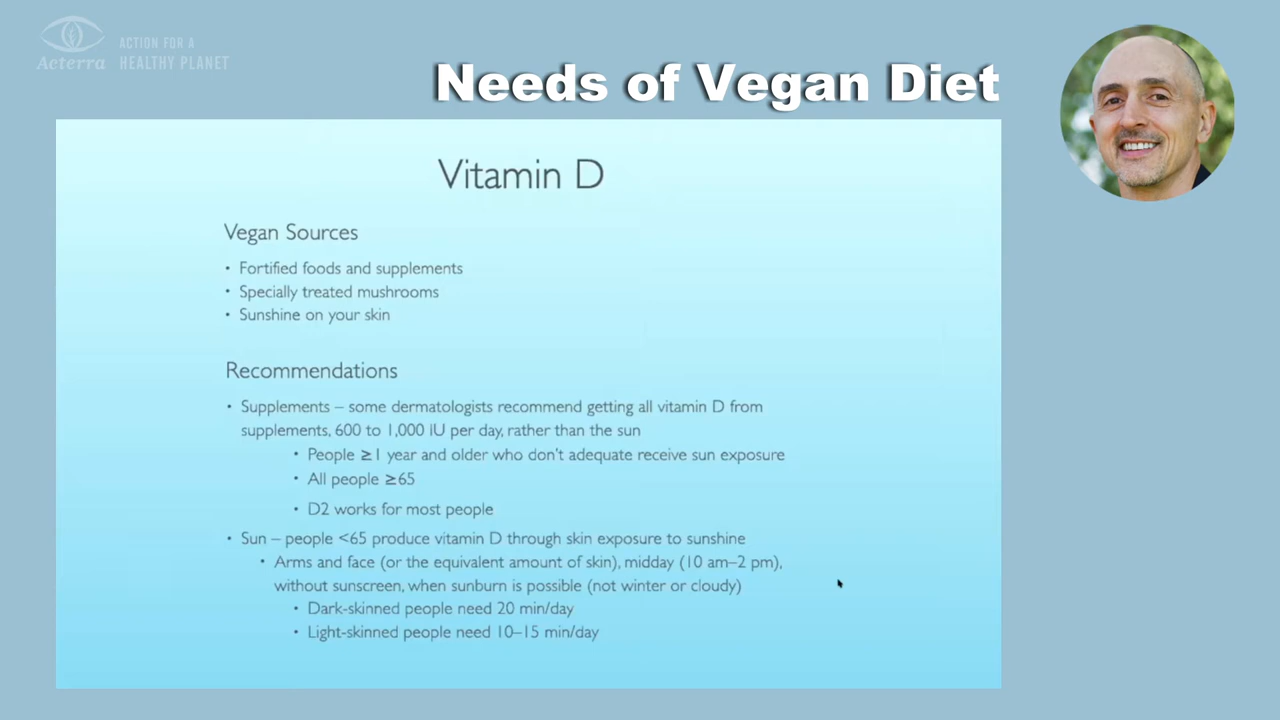 Acterra
ACTION FOR A
HEALTHY PLANET
Needs of Vegan Diet
Vitamin D
Vegan Sources
• Fortified foods and supplements
• Specially treated mushrooms
• Sunshine on your skin
Recommendations
• Supplements – some dermatologists recommend getting all vitamin D from
supplements, 600 to 1,000 IU per day, rather than the sun
• People ≥1 year and older who don't adequate receive sun exposure
• All people ≥65
• D2 works for most people
• Sun – people <65 produce vitamin D through skin exposure to sunshine
• Arms and face (or the equivalent amount of skin), midday (10 am–2 pm),
without sunscreen, when sunburn is possible (not winter or cloudy)
• Dark-skinned people need 20 min/day
• Light-skinned people need 10–15 min/day